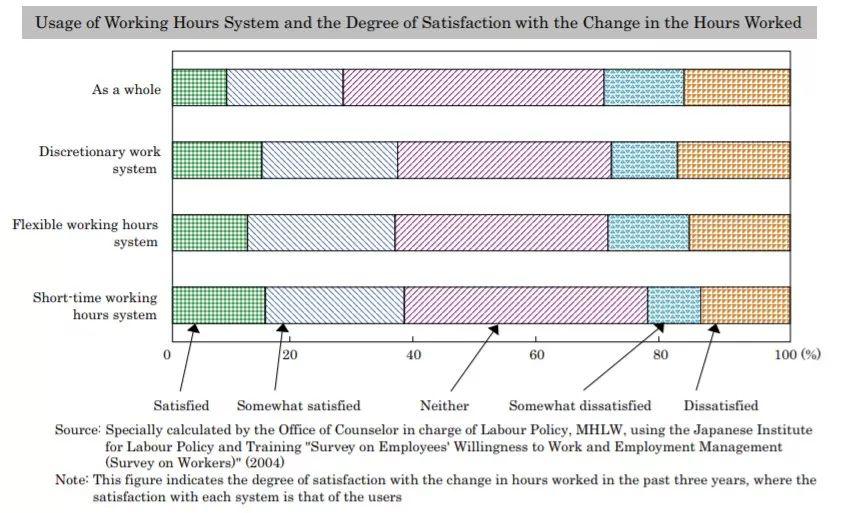 Usage of Working Hours System and the Degree of Satisfaction with the Change in the Hours Worked
As a whole
Discretionary work
system
Flexible working hours
system
Short-time working
hours system
0 20 40 60 80 100 (%)
Satisfied Somewhat satisfied Neither Somewhat dissatisfied Dissatisfied
Source: Specially calculated by the Office of Counselor in charge of Labour Policy, MHLW, using the Japanese Institute
for Labour Policy and Training "Survey on Employees' Willingness to Work and Employment Management
(Survey on Workers)" (2004)
Note: This figure indicates the degree of satisfaction with the change in hours worked in the past three years, where the
satisfaction with each system is that of the users